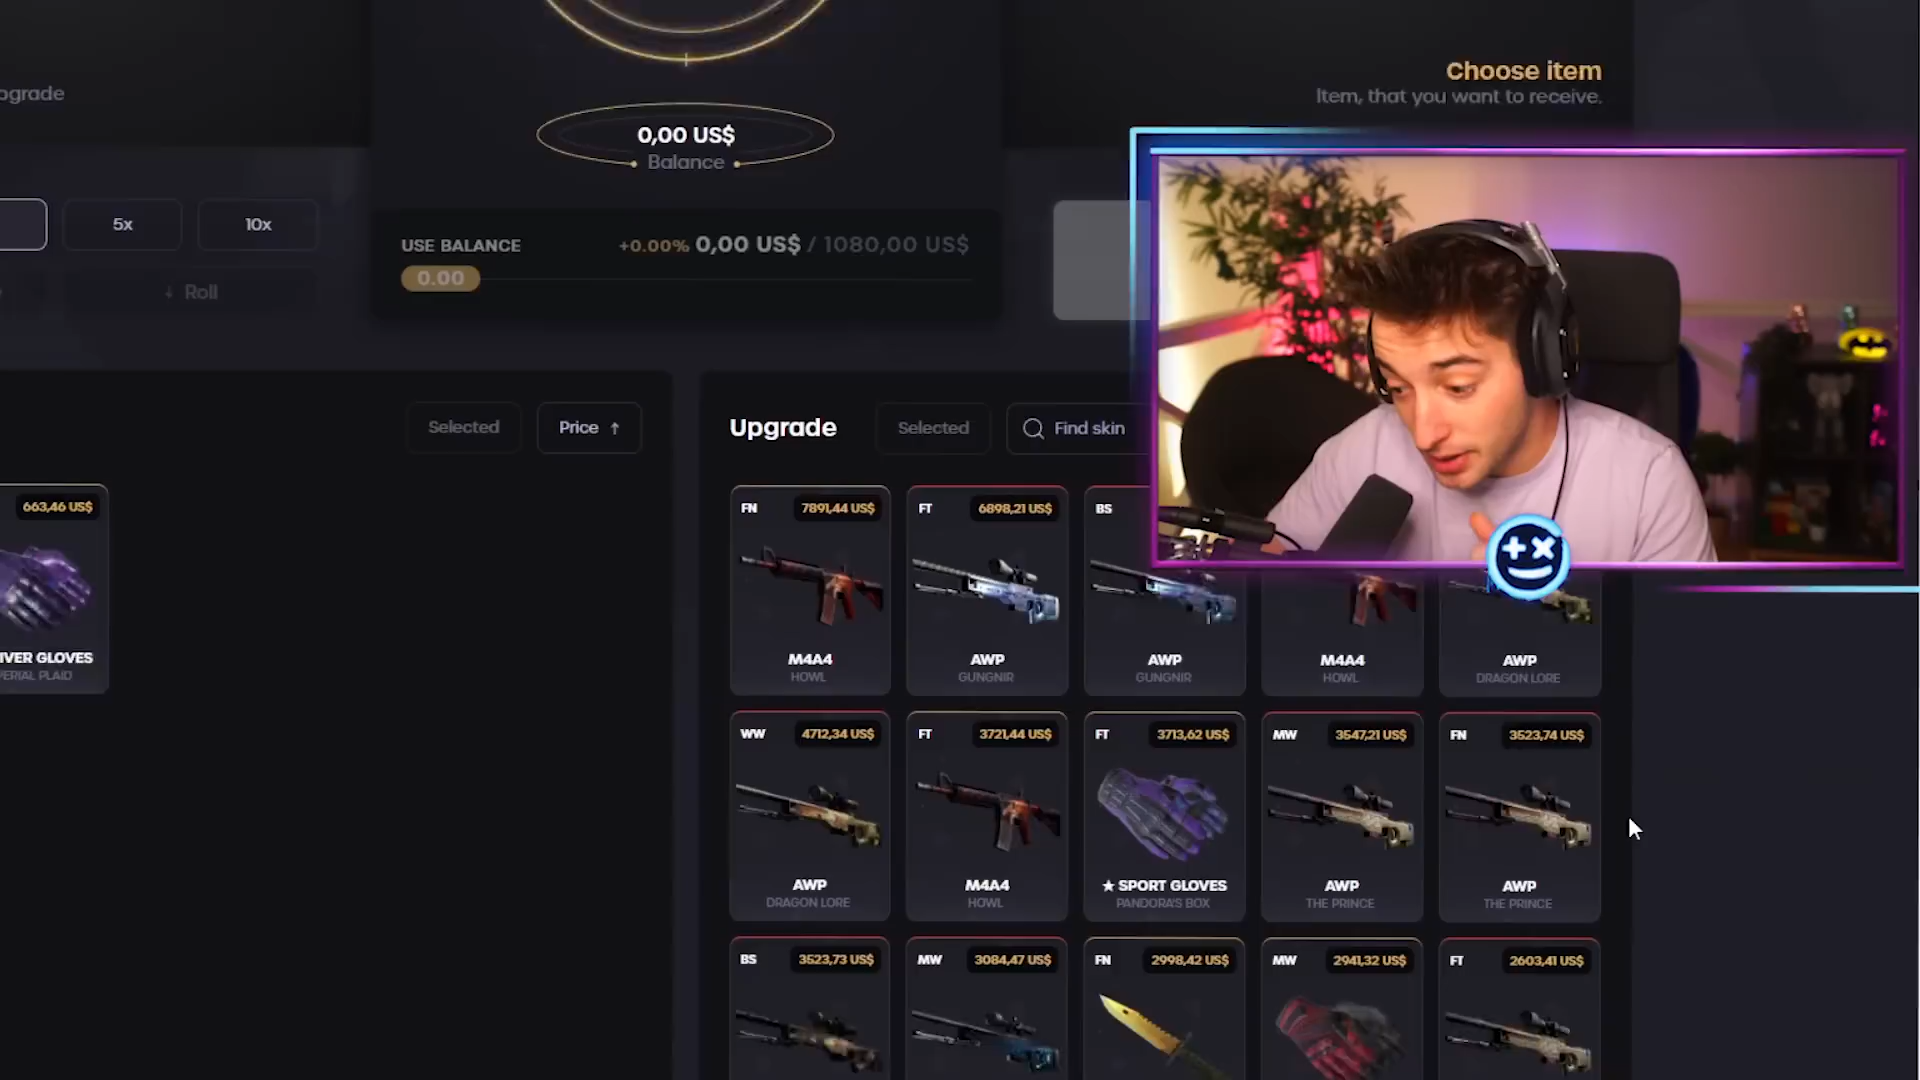 Choose item
Item, that you want to receive.
0,00 US$
Balance
5x
10x
USE BALANCE
+0.00% 0,00 US$ / 1080,00 US$
0.00
Roll
Selected
Price ↑
Upgrade
Selected
Find skin
663,46 US$
FN
7891,44 US$
FT
6898,21 US$
BS
M4A4
HOWL
AWP
GUNGNIR
AWP
GUNGNIR
M4A4
HOWL
AWP
DRAGON LORE
WW
4712,34 US$
FT
3721,44 US$
FT
3713,62 US$
MW
3547,21 US$
FN
3523,74 US$
AWP
DRAGON LORE
M4A4
HOWL
★ SPORT GLOVES
PANDORA'S BOX
AWP
THE PRINCE
AWP
THE PRINCE
BS
3523,73 US$
MW
3084,47 US$
FN
2998,42 US$
MW
2941,32 US$
FT
2603,41 US$
IVER GLOVES
ERIAL PLAID